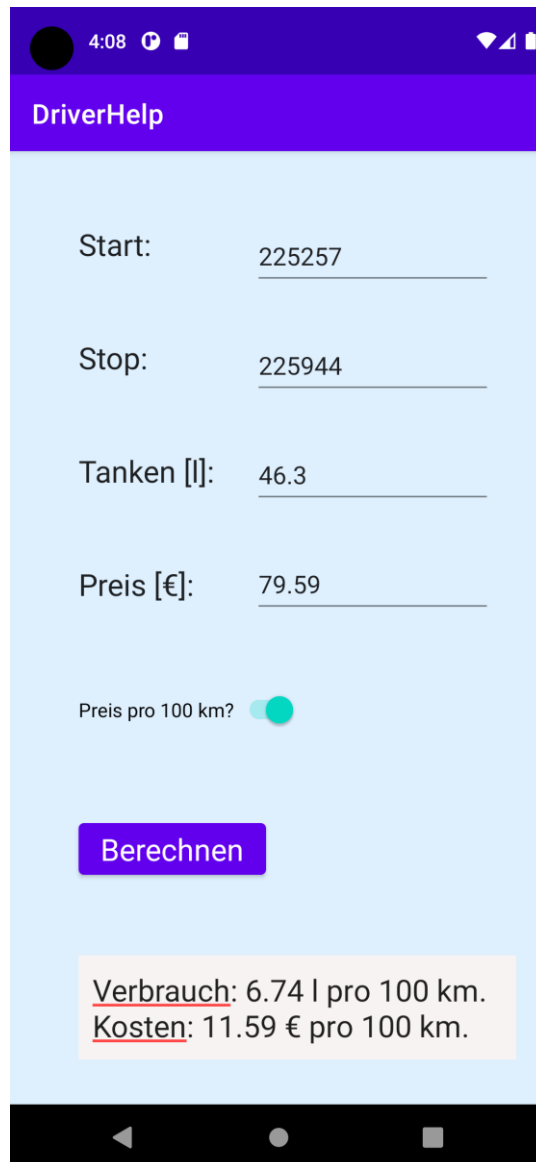 4:08
DriverHelp
Start: 225257
Stop: 225944
Tanken [l]: 46.3
Preis [€]: 79.59
Preis pro 100 km?
Berechnen
Verbrauch: 6.74 l pro 100 km.
Kosten: 11.59 € pro 100 km.